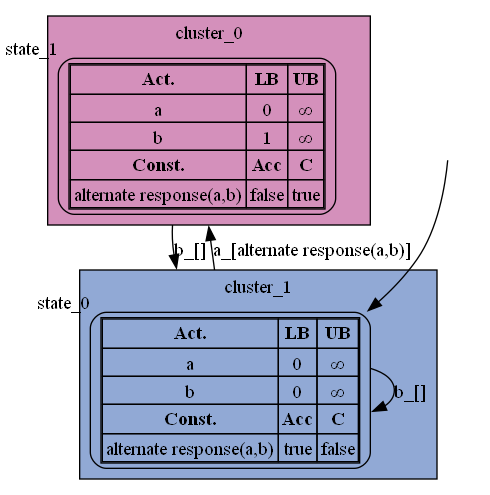 cluster_0
state_1
Act. LB UB
a 0 ∞
b 1 ∞
Const. Acc C
alternate response(a,b) false true
b_[] a_[alternate response(a,b)]
cluster_1
state_0
Act. LB UB
a 0 ∞
b 0 ∞
b_[]
Const. Acc C
alternate response(a,b) true false